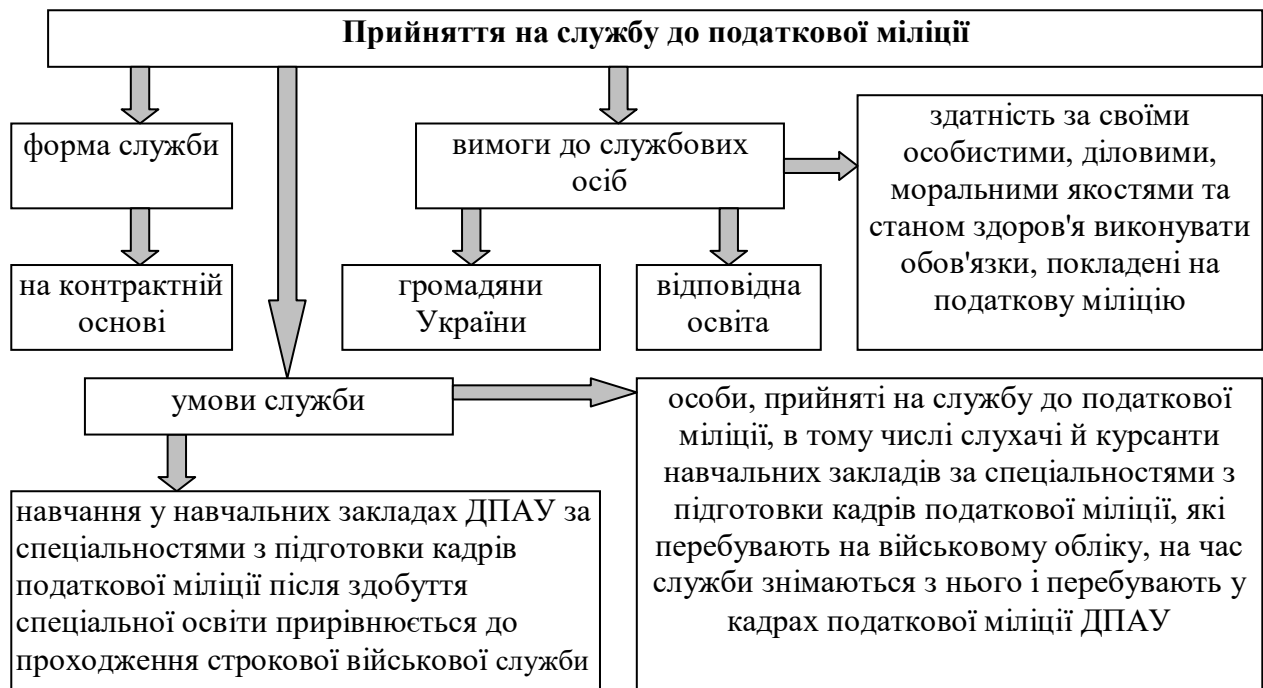 Прийняття на службу до податкової міліції
форма служби
вимоги до службових
осіб
здатність за своїми
особистими, діловими,
моральними якостями та
станом здоров'я виконувати
обов'язки, покладені на
податкову міліцію
на контрактній
основі
громадяни
України
відповідна
освіта
умови служби
особи, прийняті на службу до податкової
міліції, в тому числі слухачі й курсанти
навчальних закладів за спеціальностями з
підготовки кадрів податкової міліції, які
перебувають на військовому обліку, на час
служби знімаються з нього і перебувають у
кадрах податкової міліції ДПАУ
навчання у навчальних закладах ДПАУ за
спеціальностями з підготовки кадрів
податкової міліції після здобуття
спеціальної освіти прирівнюється до
проходження строкової військової служби